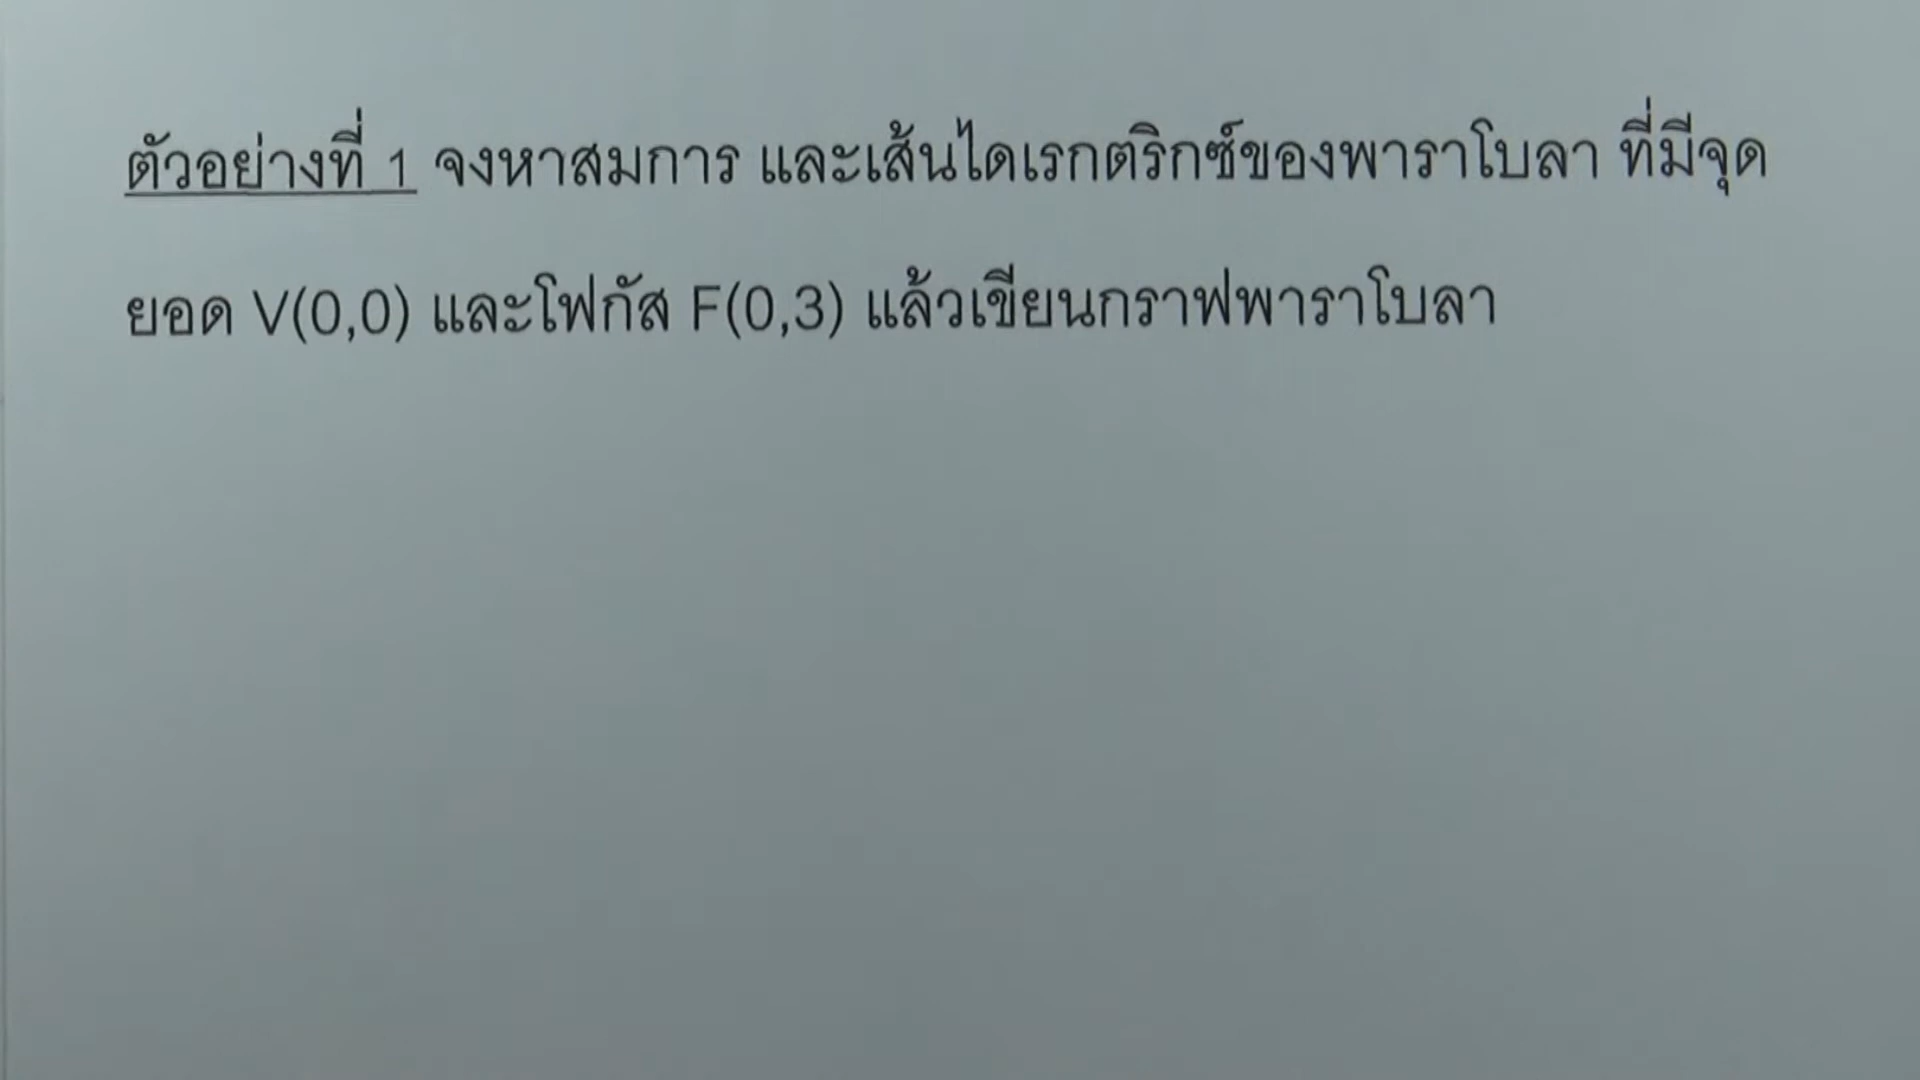 ตัวอย่างที่ 1 จงหาสมการ และเส้นไดเรกตริกซ์ของพาราโบลา ที่มีจุด
ยอด V(0,0) และโฟกัส F(0,3) แล้วเขียนกราฟพาราโบลา